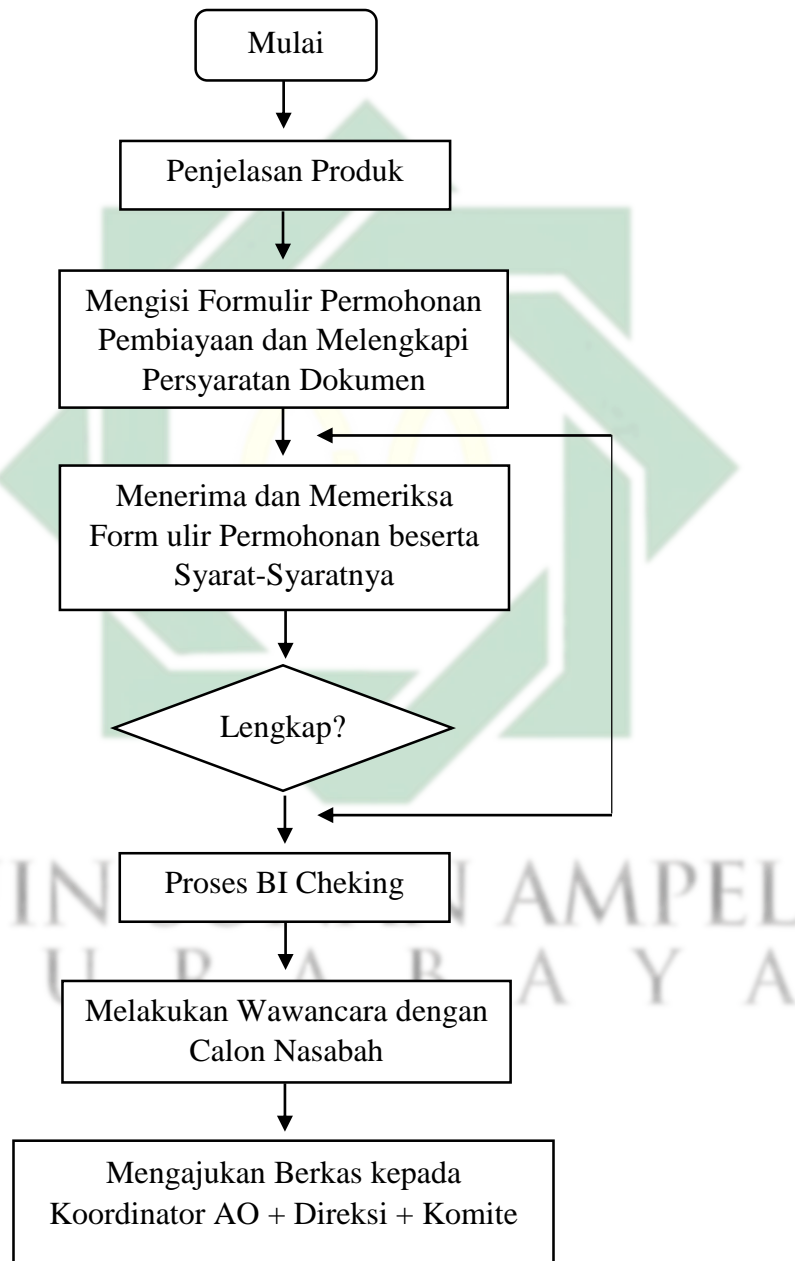 Mulai
Penjelasan Produk
Mengisi Formulir Permohonan
Pembiayaan dan Melengkapi
Persyaratan Dokumen
Menerima dan Memeriksa
Form ulir Permohonan beserta
Syarat-Syaratnya
Lengkap?
Proses BI Cheking
AMPEL
Melakukan Wawancara dengan
Calon Nasabah
U R A B A Y A
Mengajukan Berkas kepada
Koordinator AO + Direksi + Komite